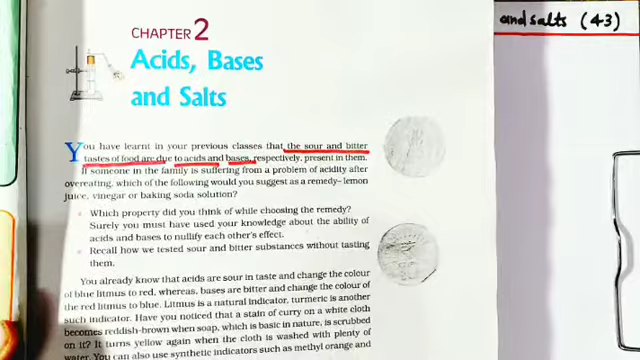 CHAPTER 2
Acids, Bases
and Salts
and salts (43)
You have learnt in your previous classes that the sour and bitter
tastes of food are due to acids and bases, respectively, present in them.
If someone in the family is suffering from a problem of acidity after
overeating, which of the following would you suggest as a remedy– lemon
juice, vinegar or baking soda solution?
Which property did you think of while choosing the remedy?
Surely you must have used your knowledge about the ability of
acids and bases to nullify each other's effect.
Recall how we tested sour and bitter substances without tasting
them.
You already know that acids are sour in taste and change the colour
of blue litmus to red, whereas, bases are bitter and change the colour of
the red litmus to blue. Litmus is a natural indicator, turmeric is another
such indicator. Have you noticed that a stain of curry on a white cloth
becomes reddish-brown when soap, which is basic in nature, is scrubbed
on it? It turns yellow again when the cloth is washed with plenty of
water. You can also use synthetic indicators such as methyl orange and